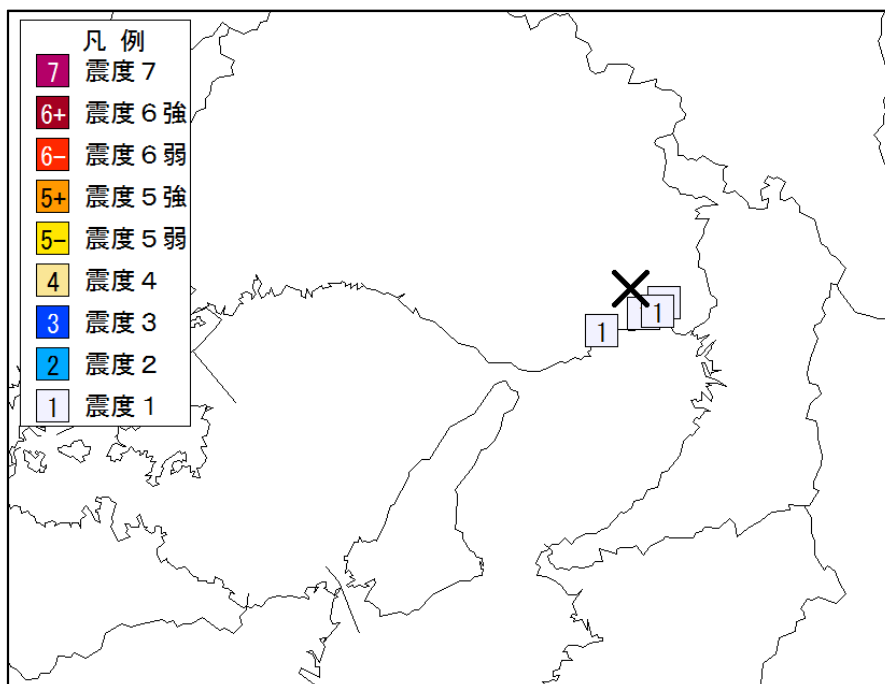 凡 例
7 震度７
6+ 震度６強
6− 震度６弱
5+ 震度５強
5− 震度５弱
4 震度４
3 震度３
2 震度２
1 震度１
1
1